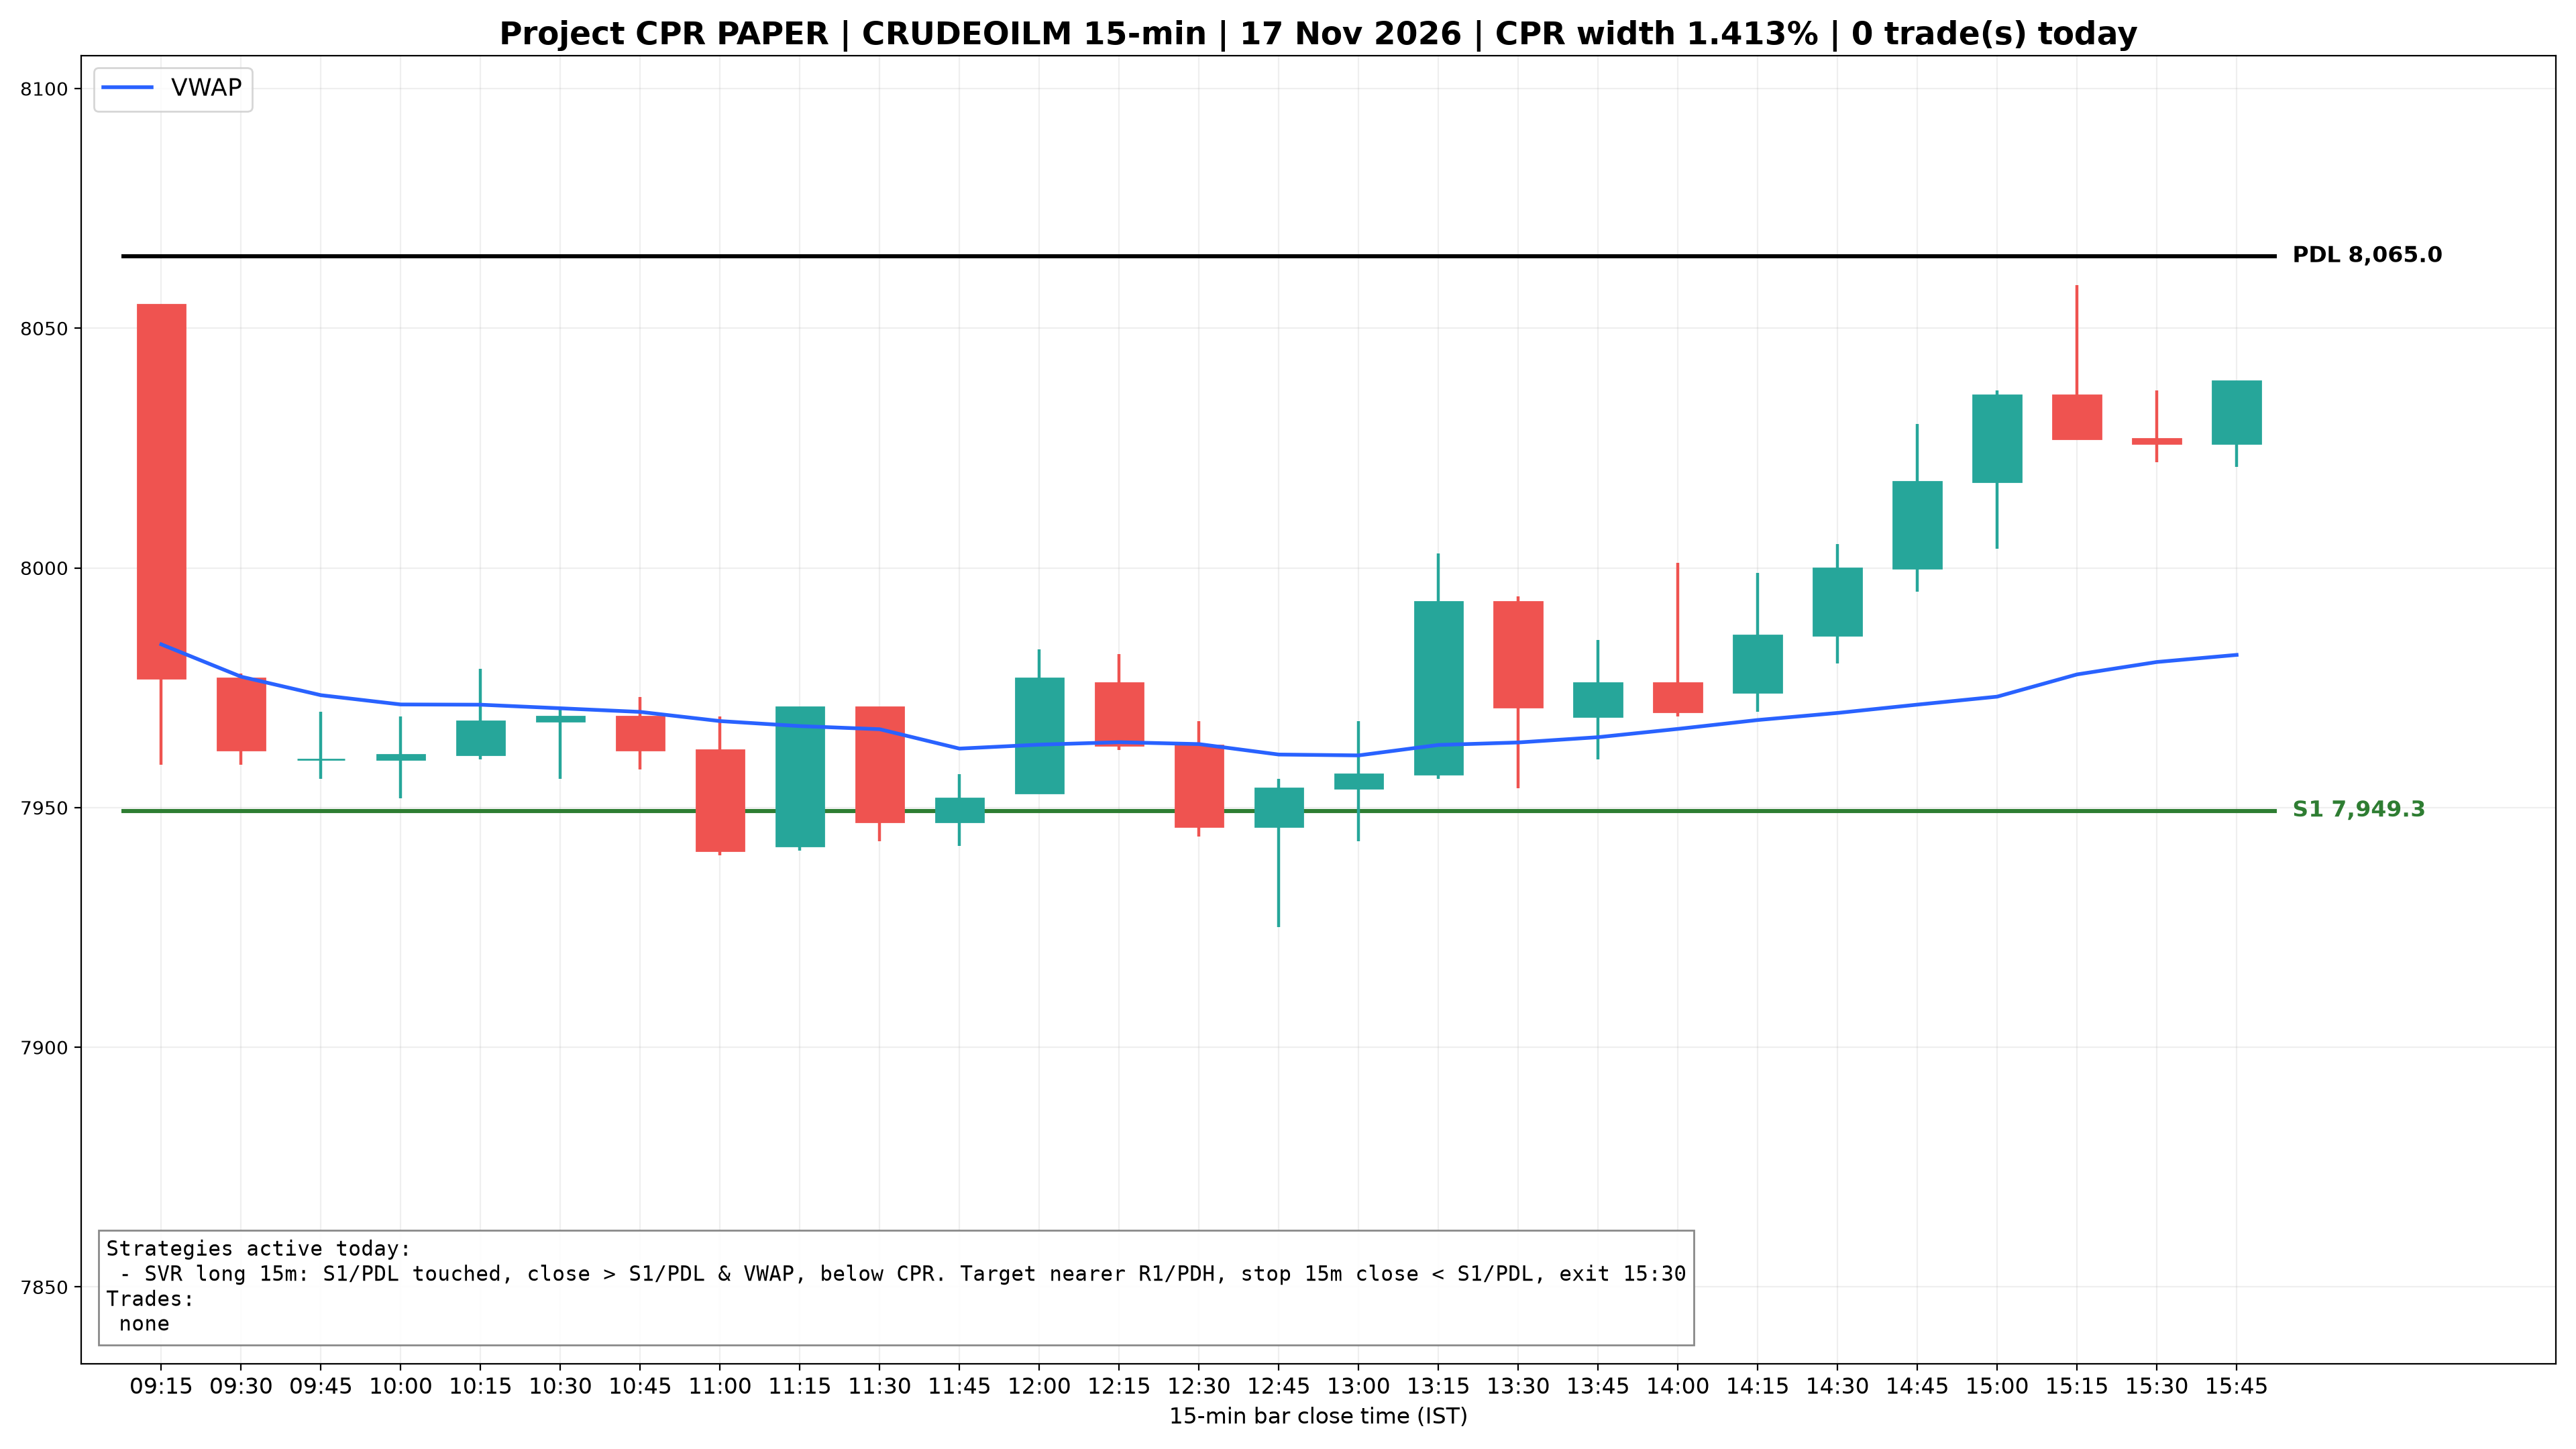 Project CPR PAPER | CRUDEOILM 15-min | 17 Nov 2026 | CPR width 1.413% | 0 trade(s) today
VWAP
8100
8050
8000
7950
7900
7850
PDL 8,065.0
S1 7,949.3
Strategies active today:
- SVR long 15m: S1/PDL touched, close > S1/PDL & VWAP, below CPR. Target nearer R1/PDH, stop 15m close < S1/PDL, exit 15:30
Trades:
none
09:15 09:30 09:45 10:00 10:15 10:30 10:45 11:00 11:15 11:30 11:45 12:00 12:15 12:30 12:45 13:00 13:15 13:30 13:45 14:00 14:15 14:30 14:45 15:00 15:15 15:30 15:45
15-min bar close time (IST)